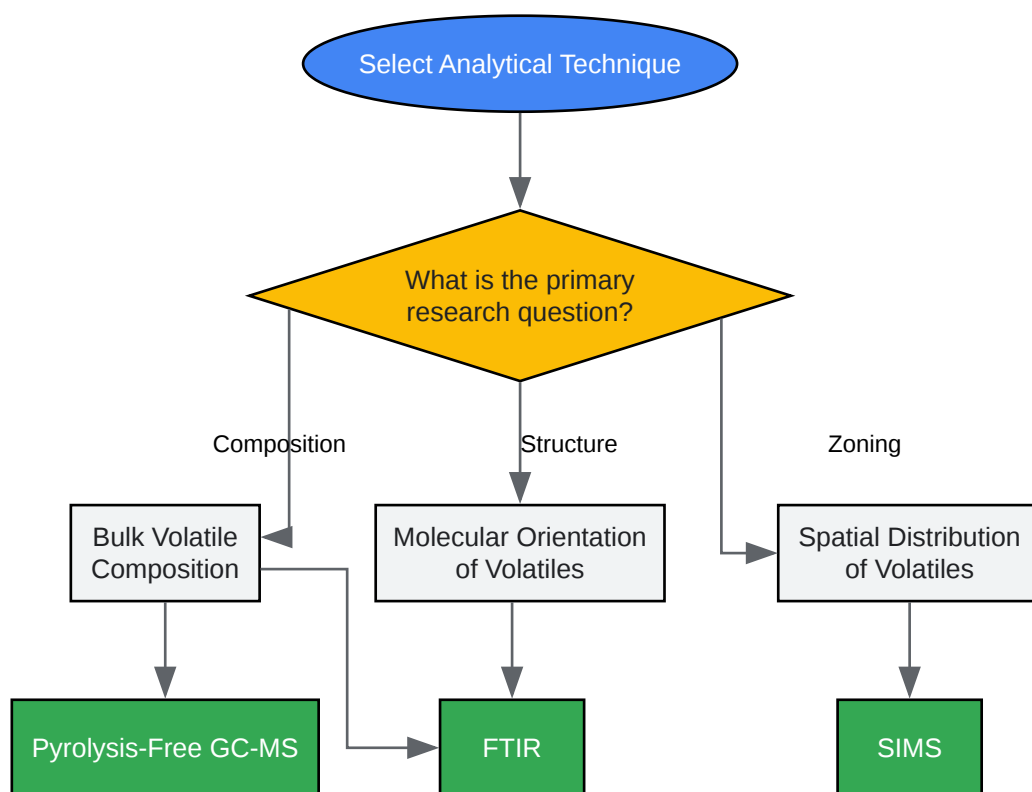 Select Analytical Technique
What is the primary
research question?
Composition
Structure
Zoning
Bulk Volatile
Composition
Molecular Orientation
of Volatiles
Spatial Distribution
of Volatiles
Pyrolysis-Free GC-MS
FTIR
SIMS